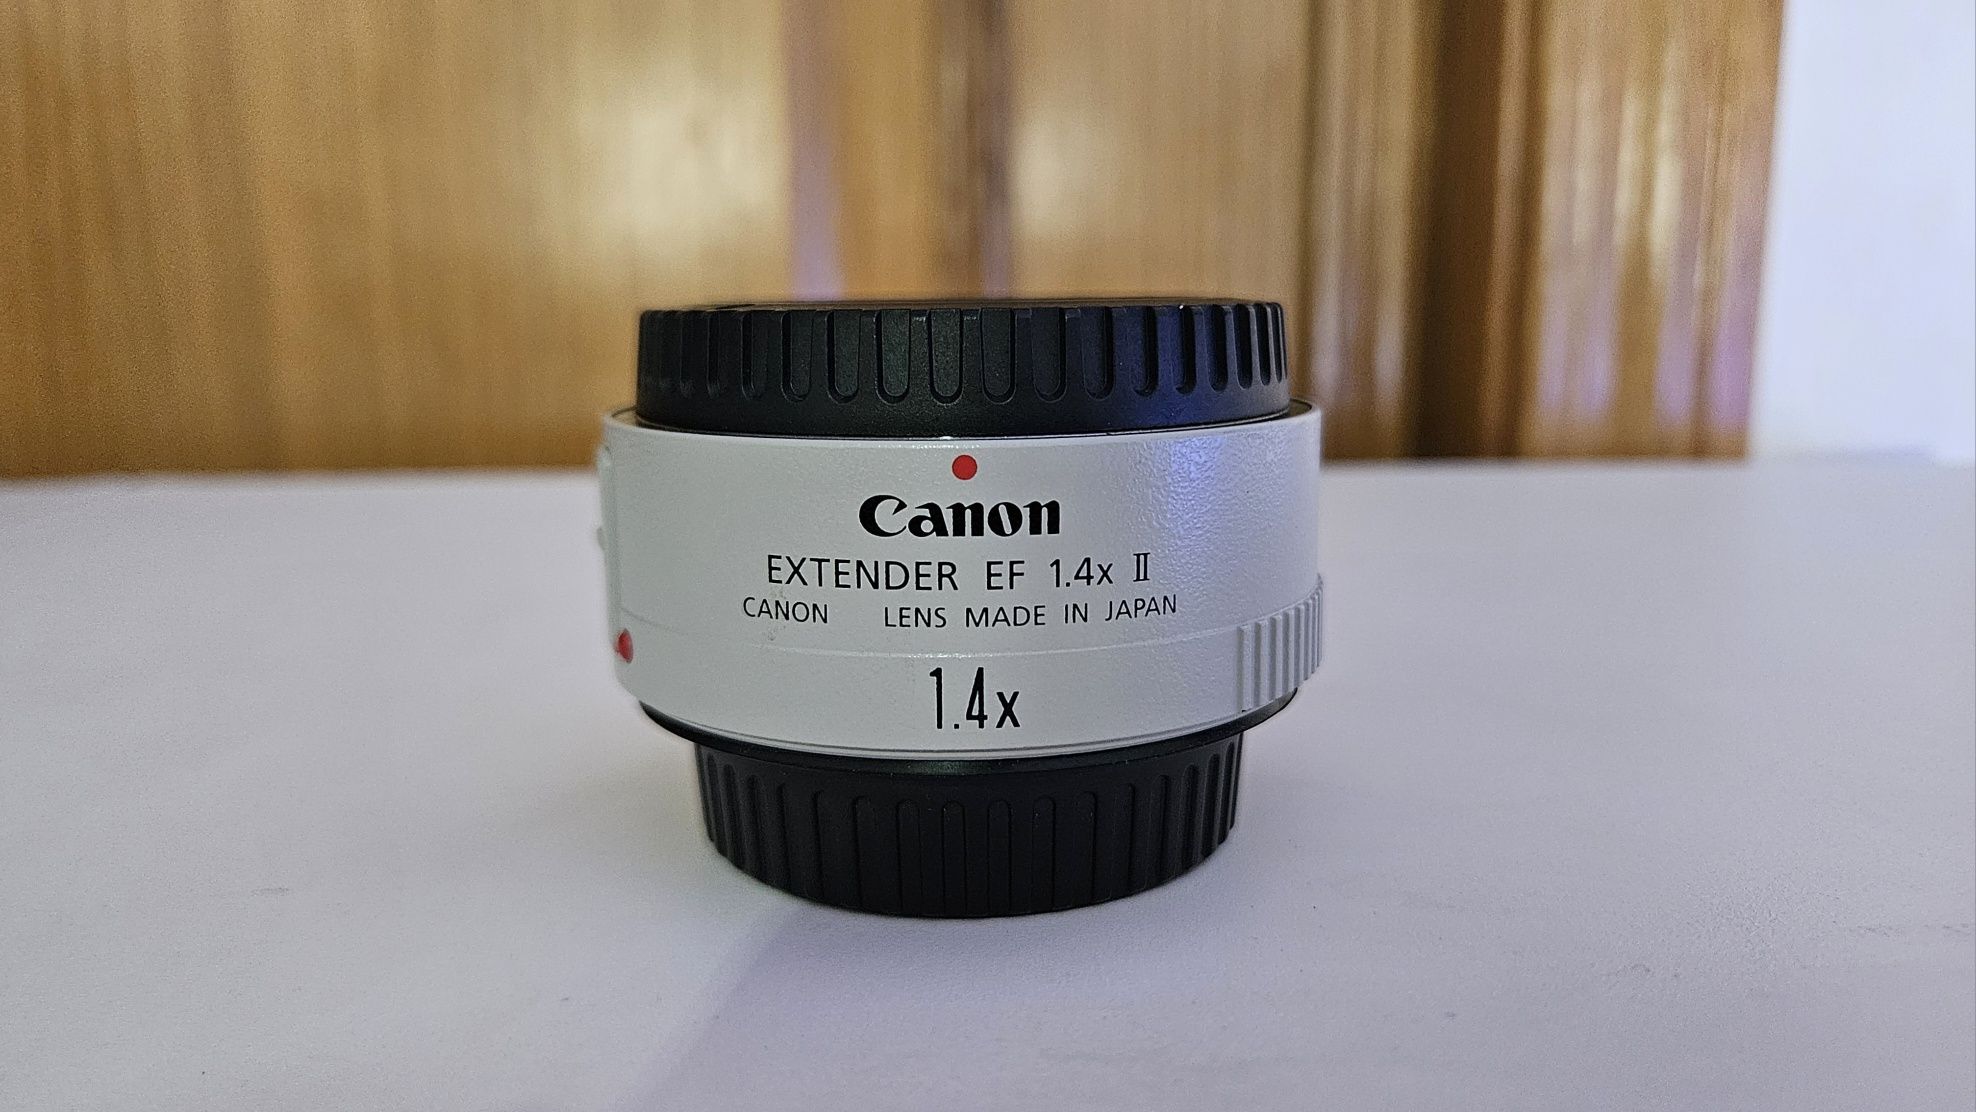 Canon
EXTENDER EF 1.4x II
CANON LENS MADE IN JAPAN
1.4x